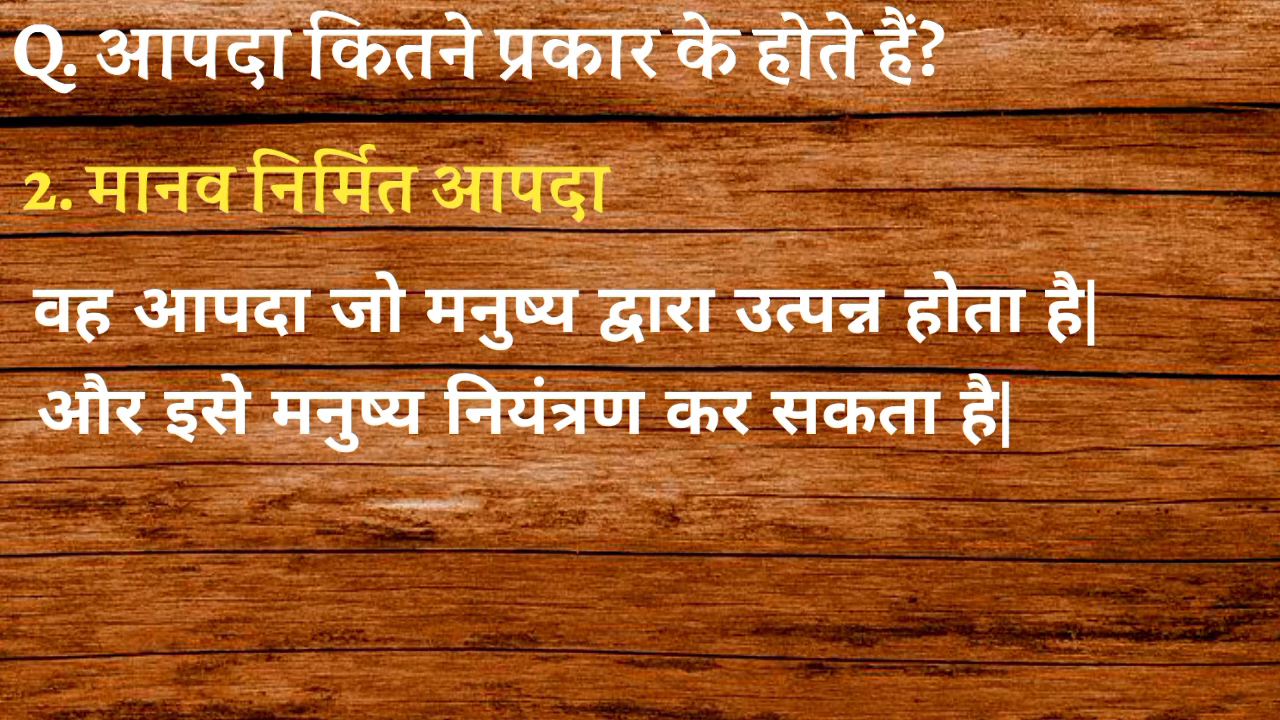 Q. आपदा कितने प्रकार के होते हैं?
2. मानव निर्मित आपदा
वह आपदा जो मनुष्य द्वारा उत्पन्न होता है|
और इसे मनुष्य नियंत्रण कर सकता है|